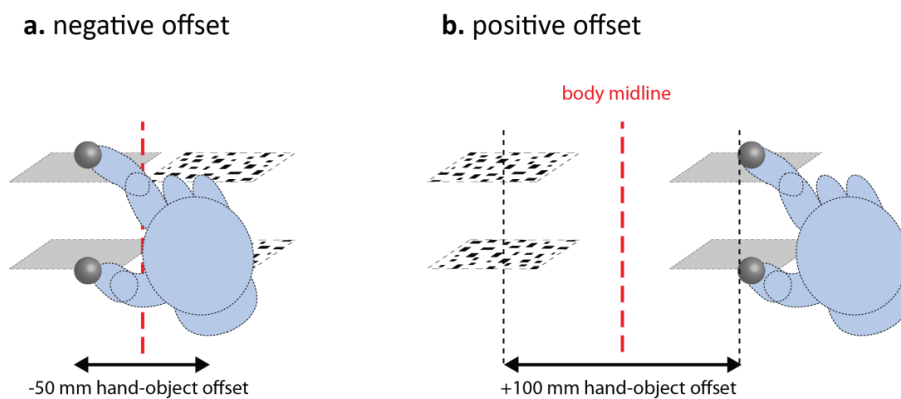 a. negative offset
b. positive offset
body midline
-50 mm hand-object offset
+100 mm hand-object offset